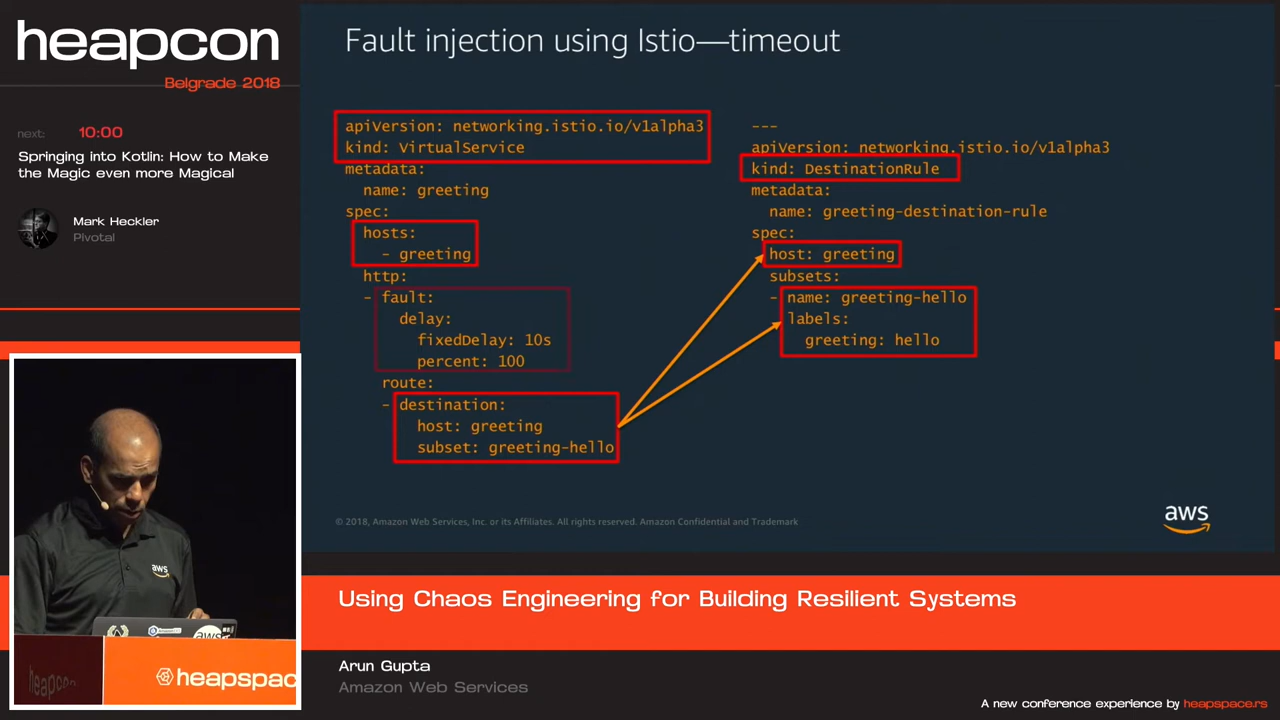 heapcon
Belgrade 2018
next: 10:00
Springing into Kotlin: How to Make
the Magic even more Magical
Mark Heckler
Pivotal
Fault injection using Istio—timeout
apiVersion: networking.istio.io/v1alpha3
kind: VirtualService
metadata:
name: greeting
spec:
hosts:
- greeting
http:
- fault:
delay:
fixedDelay: 10s
percent: 100
route:
- destination:
host: greeting
subset: greeting-hello
---
apiVersion: networking.istio.io/v1alpha3
kind: DestinationRule
metadata:
name: greeting-destination-rule
spec:
host: greeting
subsets:
- name: greeting-hello
labels:
greeting: hello
© 2018, Amazon Web Services, Inc. or its Affiliates. All rights reserved. Amazon Confidential and Trademark
aws
aws
aws
heapcon
heapspac
Using Chaos Engineering for Building Resilient Systems
Arun Gupta
Amazon Web Services
A new conference experience by heapspace.rs